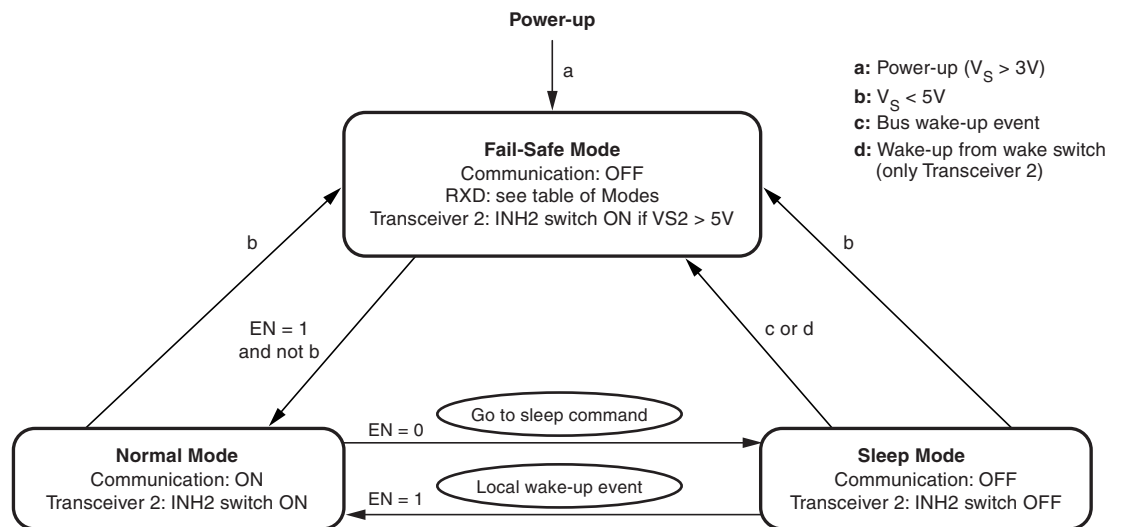 Power-up
a
a: Power-up (VS > 3V)
b: VS < 5V
c: Bus wake-up event
d: Wake-up from wake switch
(only Transceiver 2)
Fail-Safe Mode
Communication: OFF
RXD: see table of Modes
Transceiver 2: INH2 switch ON if VS2 > 5V
b
b
EN = 1
and not b
c or d
Go to sleep command
EN = 0
Normal Mode
Communication: ON
Transceiver 2: INH2 switch ON
Local wake-up event
EN = 1
Sleep Mode
Communication: OFF
Transceiver 2: INH2 switch OFF